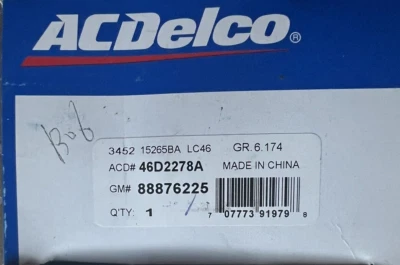 ACDelco®
3452 15265BA LC46 GR.6.174
ACD# 46D2278A MADE IN CHINA
GM# 88876225
Q'TY: 1
7 07773 91979 8